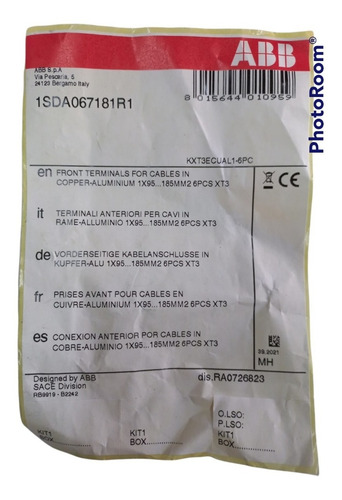 ABB
ABB S.p.A
Via Pescaria, 5
24123 Bergamo Italy
1SDA067181R1
8 015644 010959
KXT3ECUAL1-6PC
en FRONT TERMINALS FOR CABLES IN
COPPER-ALUMINIUM 1X95...185MM2 6PCS XT3
it TERMINALI ANTERIORI PER CAVI IN
RAME-ALLUMINIO 1X95...185MM2 6PCS XT3
de VORDERSEITIGE KABELANSCHLUSSE IN
KUPFER-ALU 1X95...185MM2 6PCS XT3
fr PRISES AVANT POUR CABLES EN
CUIVRE-ALUMINIUM 1X95...185MM2 6PCS XT3
es CONEXION ANTERIOR POR CABLES IN
COBRE-ALUMINIO 1X95...185MM2 6PCS XT3
CE
39.2021
MH
Designed by ABB
SACE Division
RB9919 - B2242
dis.RA0726823
O.LSO:
P.LSO:
KIT1
BOX
KIT1
BOX
KIT1
BOX
PhotoRoom®